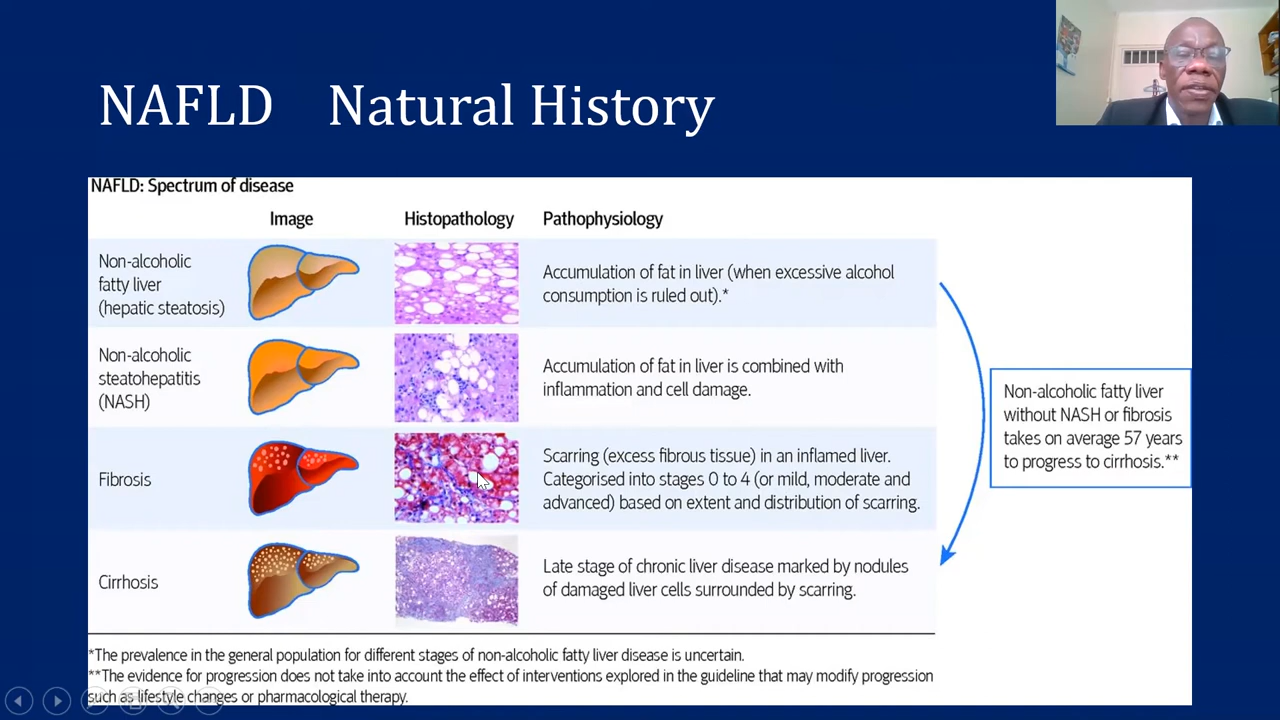 NAFLD Natural History
NAFLD: Spectrum of disease
Image Histopathology Pathophysiology
Non-alcoholic
fatty liver
(hepatic steatosis)
Accumulation of fat in liver (when excessive alcohol
consumption is ruled out).*
Non-alcoholic
steatohepatitis
(NASH)
Accumulation of fat in liver is combined with
inflammation and cell damage.
Fibrosis
Scarring (excess fibrous tissue) in an inflamed liver.
Categorised into stages 0 to 4 (or mild, moderate and
advanced) based on extent and distribution of scarring.
Cirrhosis
Late stage of chronic liver disease marked by nodules
of damaged liver cells surrounded by scarring.
Non-alcoholic fatty liver
without NASH or fibrosis
takes on average 57 years
to progress to cirrhosis.**
*The prevalence in the general population for different stages of non-alcoholic fatty liver disease is uncertain.
**The evidence for progression does not take into account the effect of interventions explored in the guideline that may modify progression
such as lifestyle changes or pharmacological therapy.